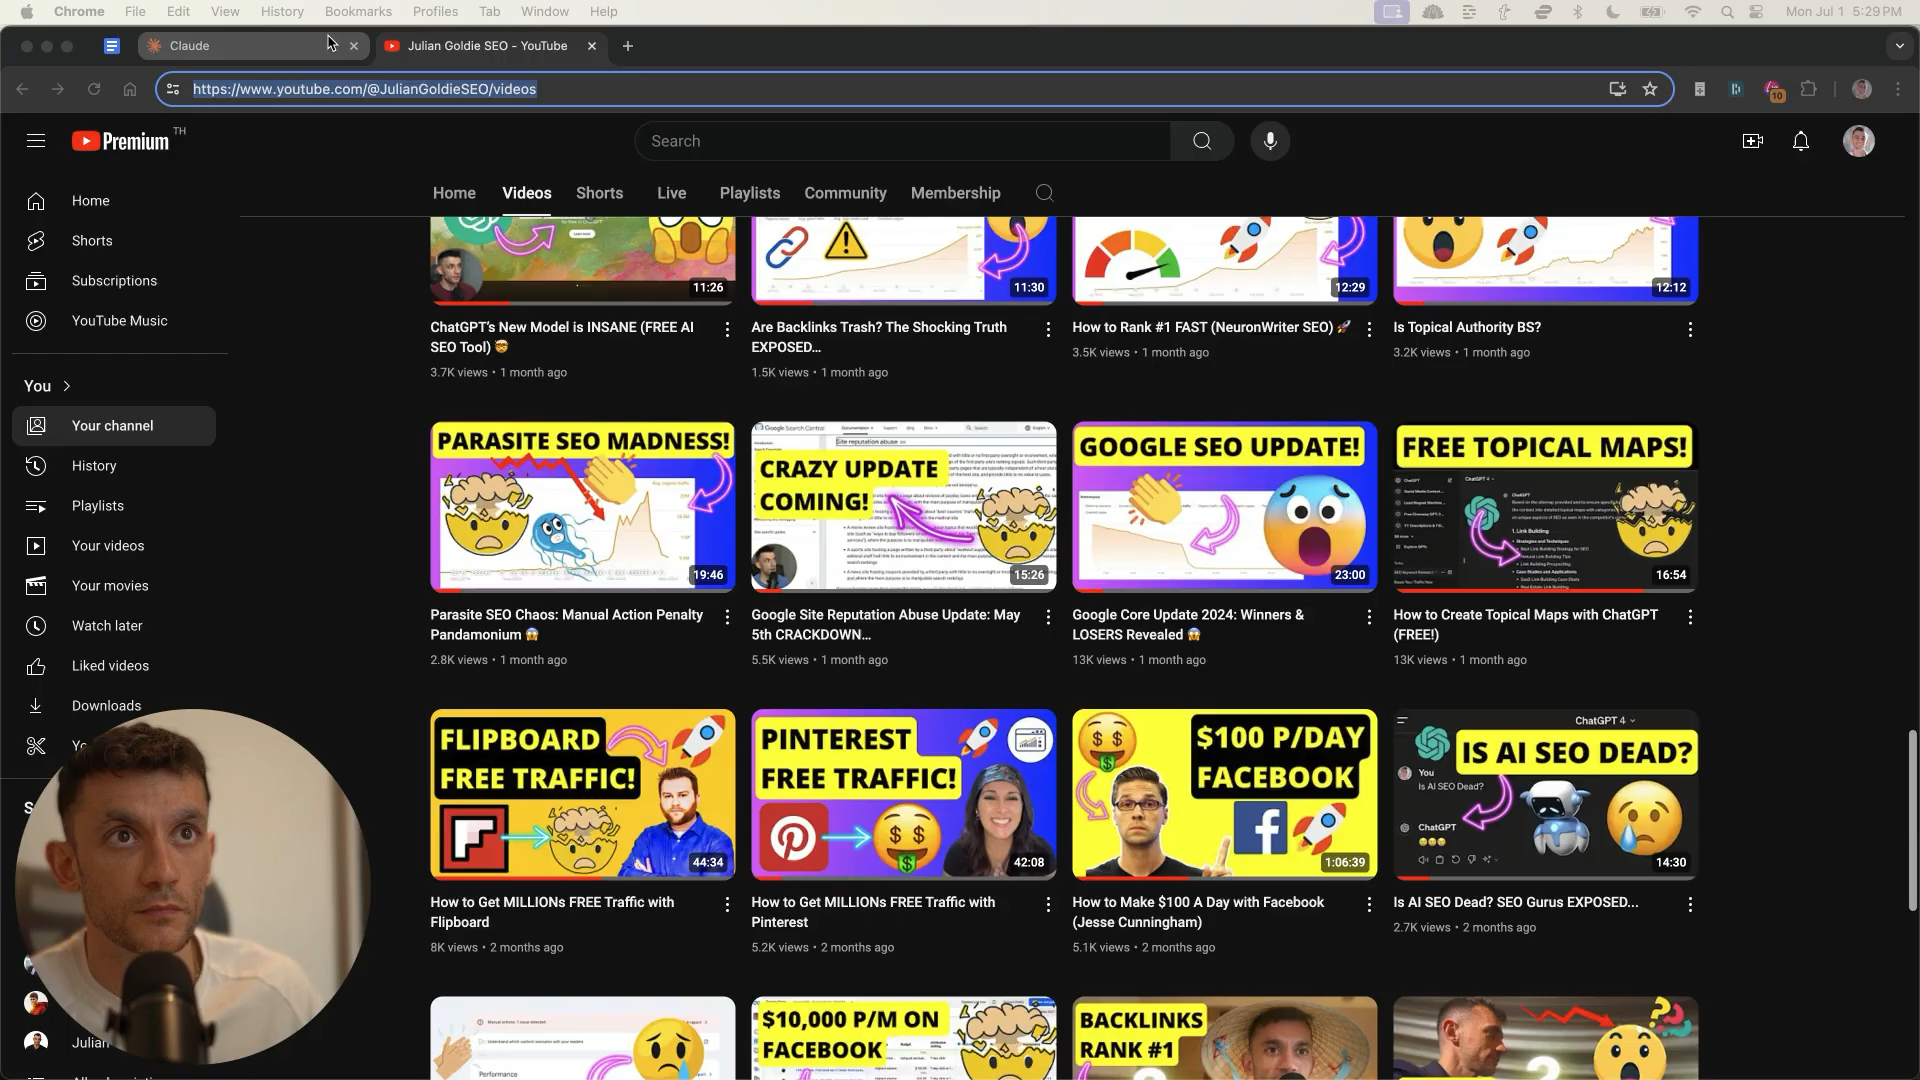 Chrome File Edit View History Bookmarks Profiles Tab Window Help
Mon Jul 1 5:29 PM
Claude
Julian Goldie SEO - YouTube
https://www.youtube.com/@JulianGoldieSEO/videos
10
Premium TH
Search
Home Videos Shorts Live Playlists Community Membership
Home
Shorts
Subscriptions
YouTube Music
You
Your channel
History
Playlists
Your videos
Your movies
Watch later
Liked videos
Downloads
Julian
11:26
ChatGPT's New Model is INSANE (FREE AI
SEO Tool) 🤯
3.7K views • 1 month ago
11:30
Are Backlinks Trash? The Shocking Truth
EXPOSED...
1.5K views • 1 month ago
12:29
How to Rank #1 FAST (NeuronWriter SEO) 🚀
3.5K views • 1 month ago
12:12
Is Topical Authority BS?
3.2K views • 1 month ago
PARASITE SEO MADNESS!
19:46
Parasite SEO Chaos: Manual Action Penalty
Pandamonium 😱
2.8K views • 1 month ago
Google Search Central
Site reputation abuse
CRAZY UPDATE
COMING!
15:26
Google Site Reputation Abuse Update: May
5th CRACKDOWN...
5.5K views • 1 month ago
GOOGLE SEO UPDATE!
23:00
Google Core Update 2024: Winners &
LOSERS Revealed 😱
13K views • 1 month ago
FREE TOPICAL MAPS!
16:54
How to Create Topical Maps with ChatGPT
(FREE!)
13K views • 1 month ago
FLIPBOARD
FREE TRAFFIC!
44:34
How to Get MILLIONs FREE Traffic with
Flipboard
8K views • 2 months ago
PINTEREST
FREE TRAFFIC!
42:08
How to Get MILLIONs FREE Traffic with
Pinterest
5.2K views • 2 months ago
$100 P/DAY
FACEBOOK
1:06:39
How to Make $100 A Day with Facebook
(Jesse Cunningham)
5.1K views • 2 months ago
ChatGPT 4
IS AI SEO DEAD?
You
Is AI SEO Dead?
ChatGPT
14:30
Is AI SEO Dead? SEO Gurus EXPOSED...
2.7K views • 2 months ago
Performance
$10,000 P/M ON
FACEBOOK
BACKLINKS
RANK #1